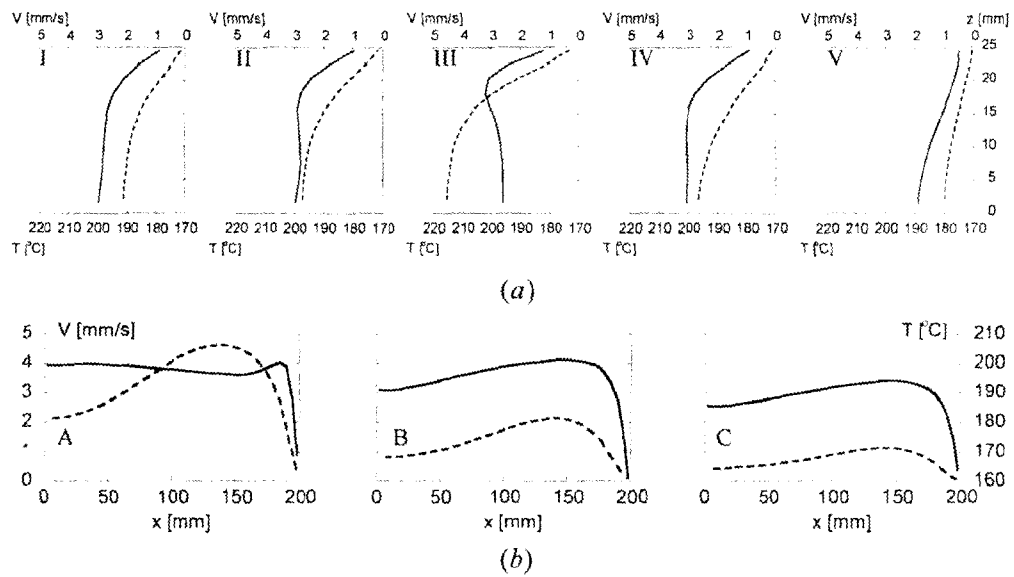 V [mm/s] V [mm/s] V [mm/s] V [mm/s] V [mm/s] z [mm]
5 4 3 2 1 0 5 4 3 2 1 0 5 4 3 2 1 0 5 4 3 2 1 0 5 4 3 2 1 0 25
I II III IV V
20
15
10
5
0
220 210 200 190 180 170 220 210 200 190 180 170 220 210 200 190 180 170 220 210 200 190 180 170 220 210 200 190 180 170
T [°C] T [°C] T [°C] T [°C] T [°C]
(a)
5 V [mm/s] T [°C] 210
4 200
3 190
2 A B C 180
170
0 160
0 50 100 150 200 0 50 100 150 200 0 50 100 150 200
x [mm] x [mm] x [mm]
(b)